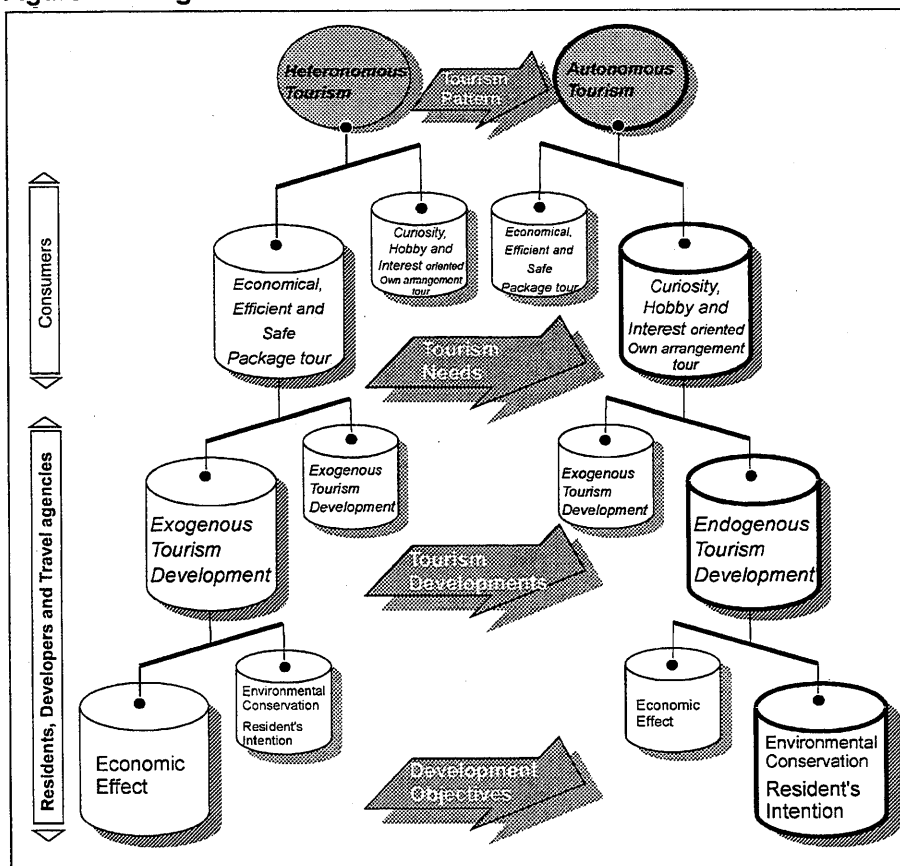 Heteronomous
Tourism
Tourism
Pattern
Autonomous
Tourism
Consumers
Economical,
Efficient and
Safe
Package tour
Curiosity,
Hobby and
Interest oriented
Own arrangement
tour
Economical,
Efficient and
Safe
Package tour
Curiosity,
Hobby and
Interest oriented
Own arrangement
tour
Tourism
Needs
Residents, Developers and Travel agencies
Exogenous
Tourism
Development
Exogenous
Tourism
Development
Exogenous
Tourism
Development
Endogenous
Tourism
Development
Tourism
Developments
Economic
Effect
Environmental
Conservation
Resident's
Intention
Economic
Effect
Environmental
Conservation
Resident's
Intention
Development
Objectives